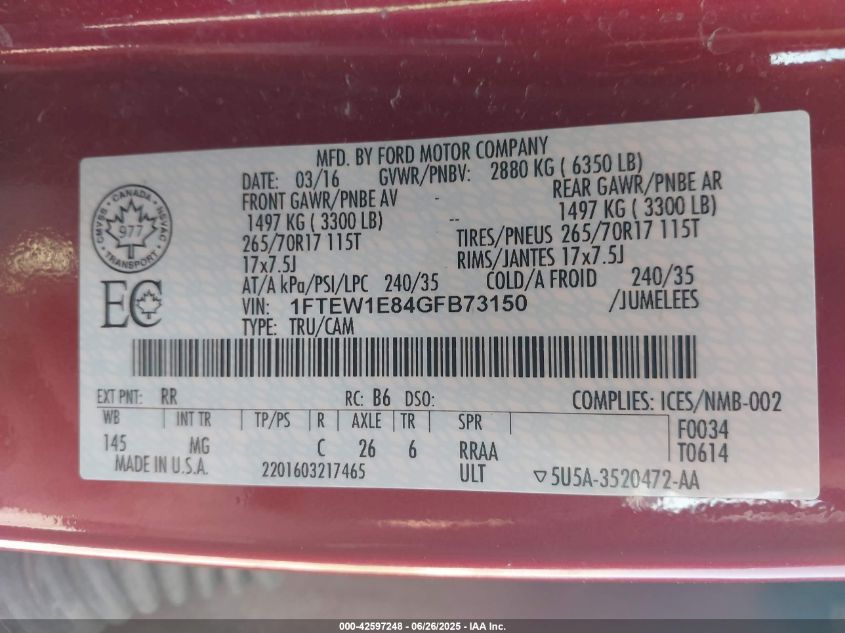 MFD. BY FORD MOTOR COMPANY
DATE: 03/16 GVWR/PNBV: 2880 KG ( 6350 LB)
FRONT GAWR/PNBE AV - REAR GAWR/PNBE AR
1497 KG ( 3300 LB) -- 1497 KG ( 3300 LB)
265/70R17 115T TIRES/PNEUS 265/70R17 115T
17x7.5J RIMS/JANTES 17x7.5J
AT/A kPa/PSI/LPC 240/35 COLD/A FROID 240/35
VIN: 1FTEW1E84GFB73150 /JUMELEES
TYPE: TRU/CAM
CMVSS · CANADA · NSVAC
977
TRANSPORT
EC
EXT PNT: RR RC: B6 DSO: COMPLIES: ICES/NMB-002
WB INT TR TP/PS R AXLE TR SPR F0034
145 MG C 26 6 RRAA T0614
MADE IN U.S.A. 2201603217465 ULT ▽5U5A-3520472-AA
000-42597248 - 06/26/2025 - IAA Inc.